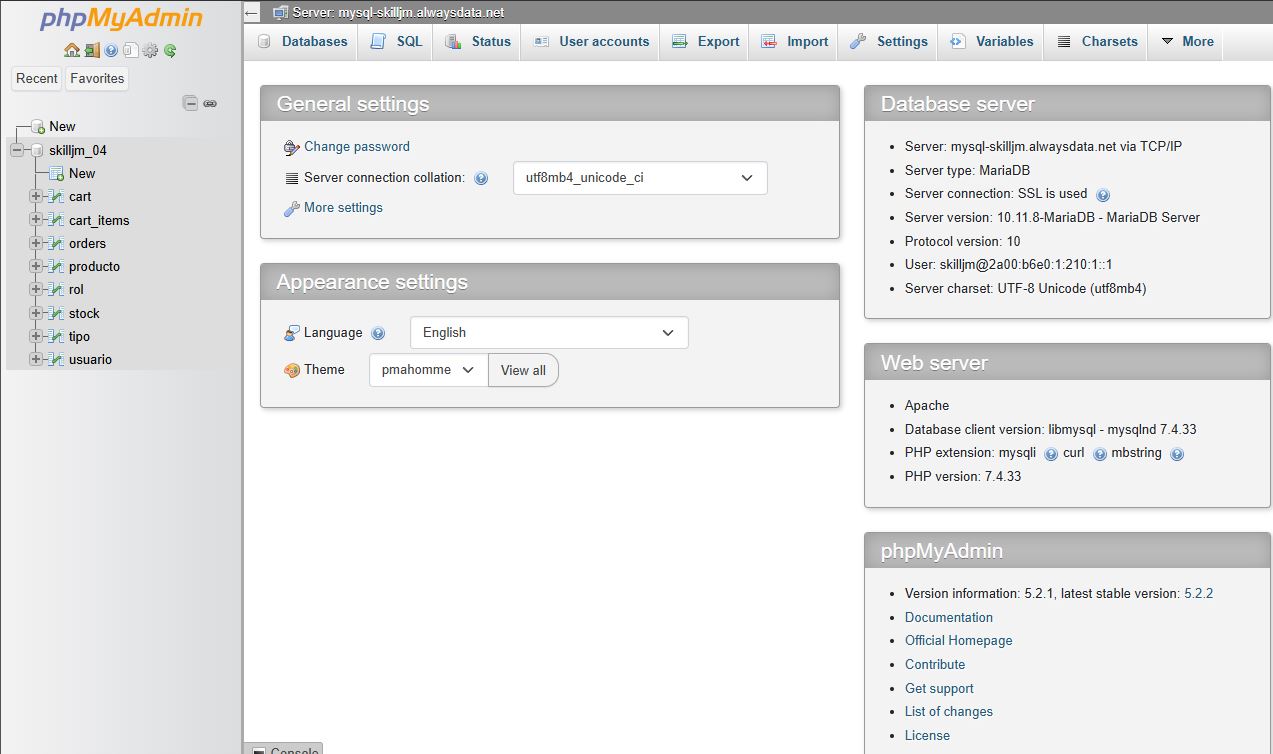 phpMyAdmin
Recent Favorites
New
skilljm_04
New
cart
cart_items
orders
producto
rol
stock
tipo
usuario
Server: mysql-skilljm.alwaysdata.net
Databases SQL Status User accounts Export Import Settings Variables Charsets More
General settings
Change password
Server connection collation: utf8mb4_unicode_ci
More settings
Appearance settings
Language English
Theme pmahomme View all
Database server
Server: mysql-skilljm.alwaysdata.net via TCP/IP
Server type: MariaDB
Server connection: SSL is used
Server version: 10.11.8-MariaDB - MariaDB Server
Protocol version: 10
User: skilljm@2a00:b6e0:1:210:1::1
Server charset: UTF-8 Unicode (utf8mb4)
Web server
Apache
Database client version: libmysql - mysqlnd 7.4.33
PHP extension: mysqli curl mbstring
PHP version: 7.4.33
phpMyAdmin
Version information: 5.2.1, latest stable version: 5.2.2
Documentation
Official Homepage
Contribute
Get support
List of changes
License
Console